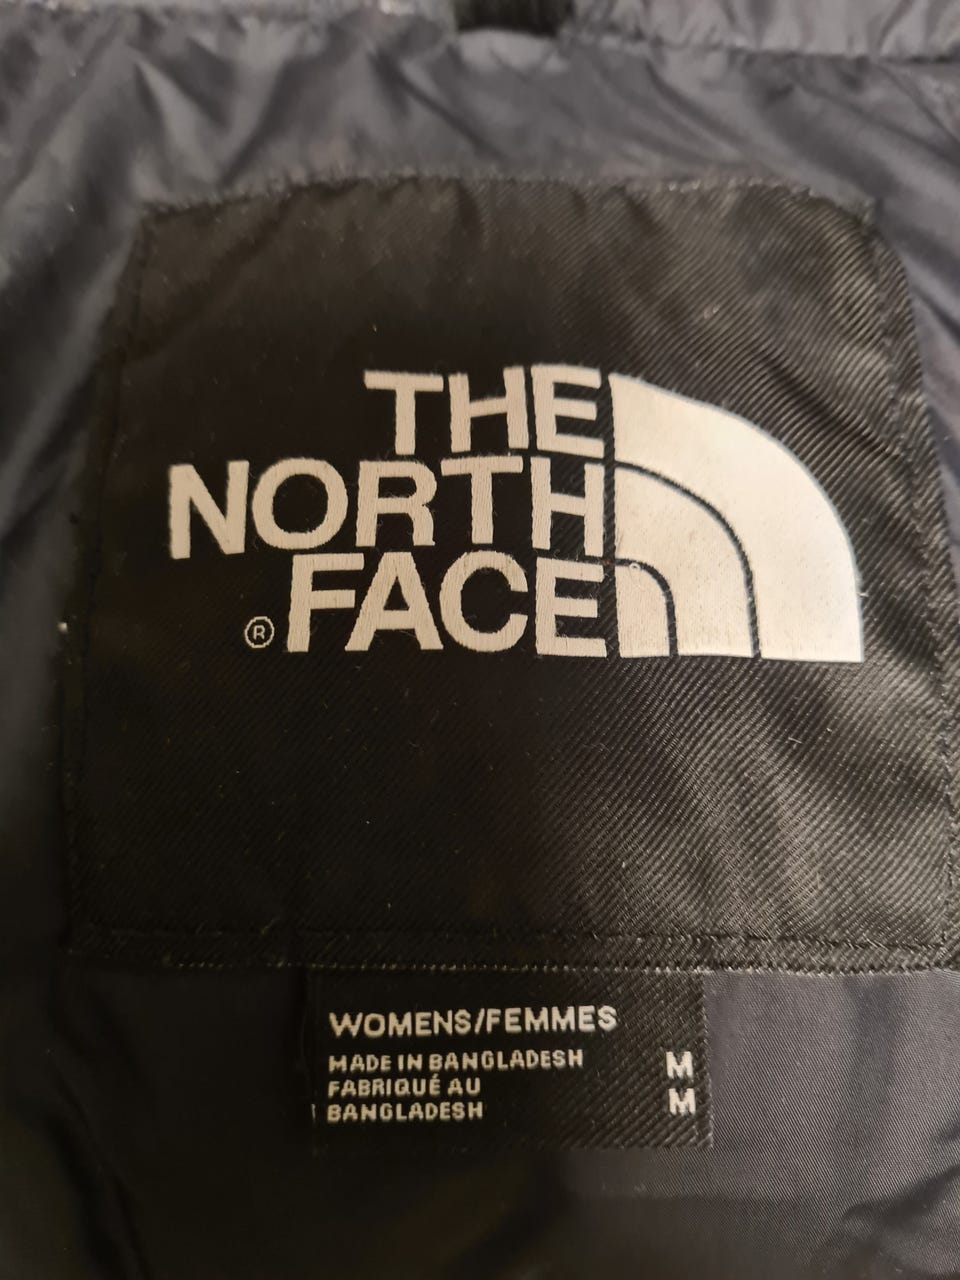 THE
NORTH
FACE
®
WOMENS/FEMMES
MADE IN BANGLADESH M
FABRIQUÉ AU
BANGLADESH M